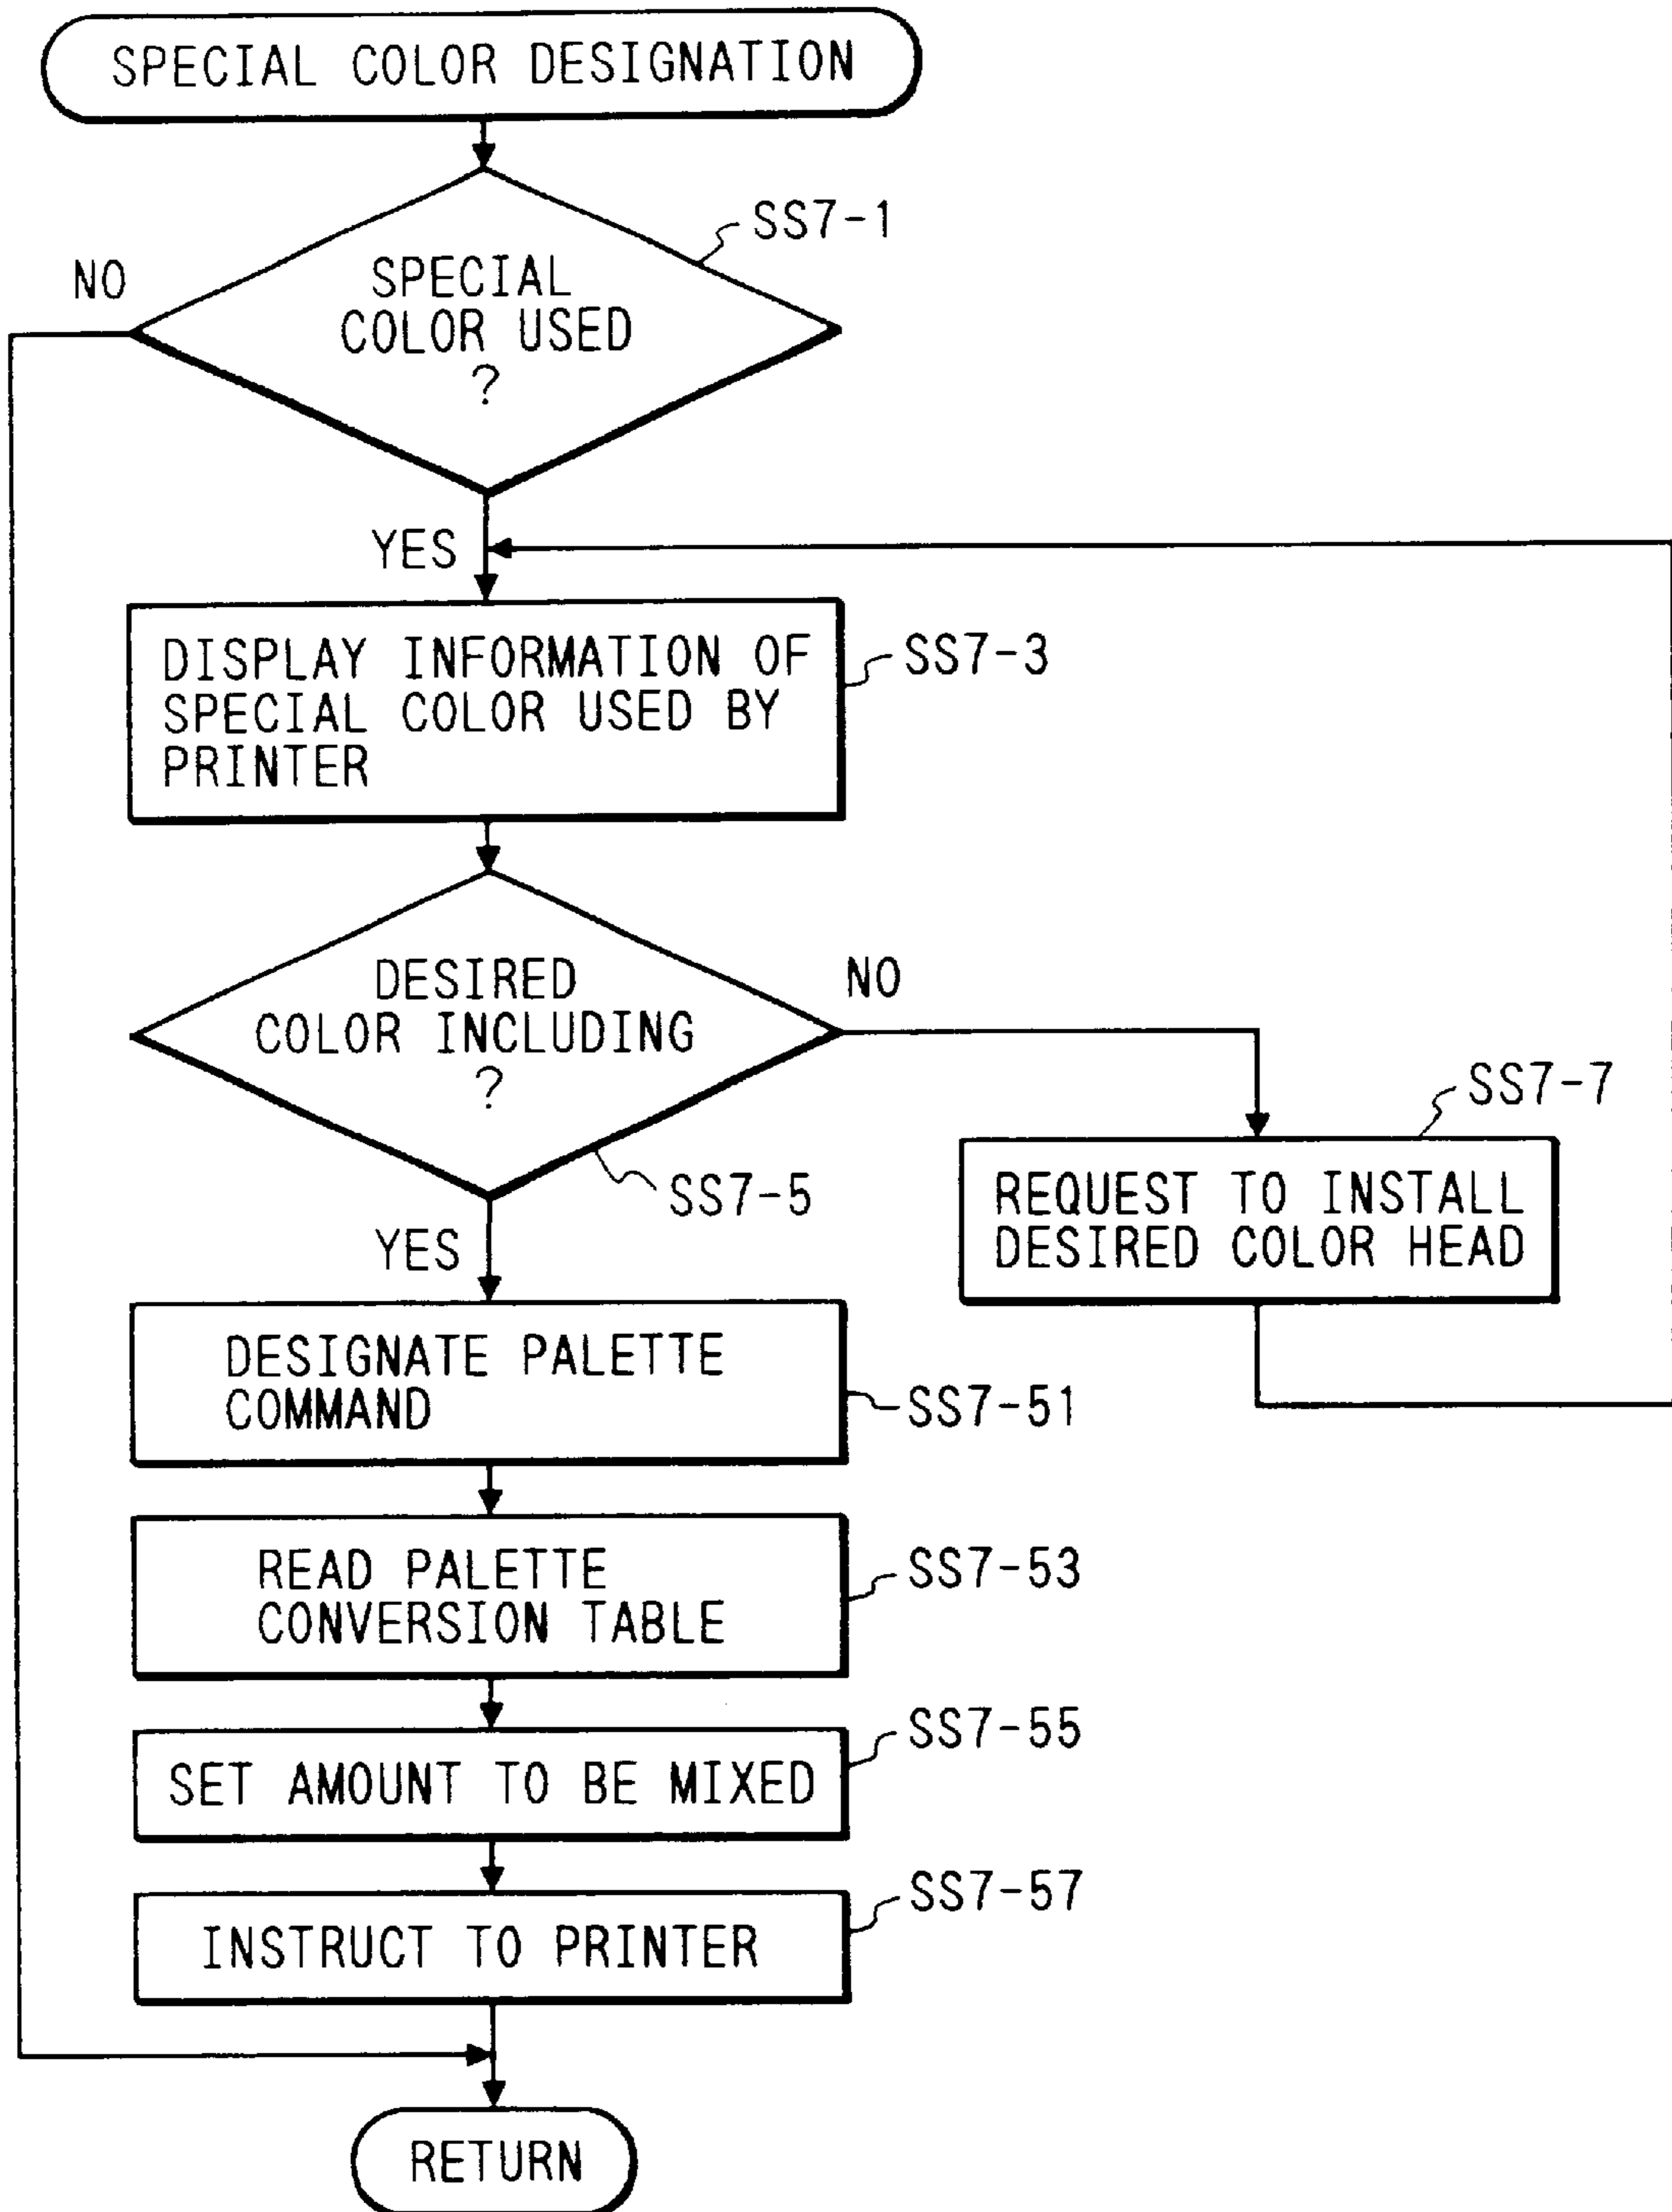 SPECIAL COLOR DESIGNATION
SS7-1
NO
SPECIAL
COLOR USED
?
YES
DISPLAY INFORMATION OF
SPECIAL COLOR USED BY
PRINTER
SS7-3
DESIRED
COLOR INCLUDING
?
NO
SS7-5
SS7-7
REQUEST TO INSTALL
DESIRED COLOR HEAD
YES
DESIGNATE PALETTE
COMMAND
SS7-51
READ PALETTE
CONVERSION TABLE
SS7-53
SET AMOUNT TO BE MIXED
SS7-55
INSTRUCT TO PRINTER
SS7-57
RETURN